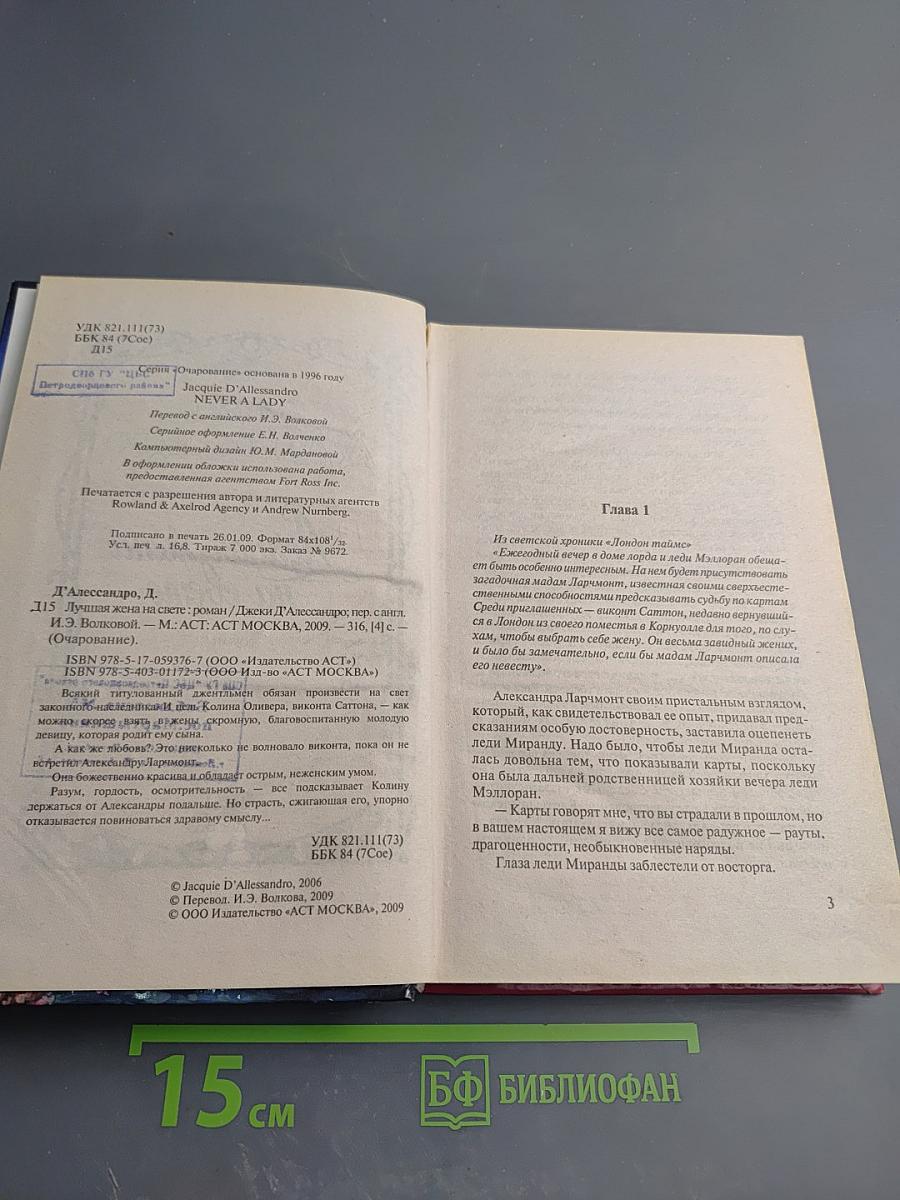 УДК 821.111(73)
ББК 84 (7Сое)
Д15
СПб ГУ "ЦБС
Петродворцового района"
Серия «Очарование» основана в 1996 году
Jacquie D'Allessandro
NEVER A LADY
Перевод с английского И.Э. Волковой
Серийное оформление Е.Н. Волченко
Компьютерный дизайн Ю.М. Мардановой
В оформлении обложки использована работа,
предоставленная агентством Fort Ross Inc.
Печатается с разрешения автора и литературных агентств
Rowland & Axelrod Agency и Andrew Nurnberg.
Подписано в печать 26.01.09. Формат 84х108¹/₃₂.
Усл. печ. л. 16,8. Тираж 7 000 экз. Заказ № 9672.
Д'Алессандро, Д.
Д15 Лучшая жена на свете : роман / Джеки Д'Алессандро; пер. с англ.
И.Э. Волковой. — М.: АСТ: АСТ МОСКВА, 2009. — 316, [4] с. —
(Очарование).
ISBN 978-5-17-059376-7 (ООО «Издательство АСТ»)
ISBN 978-5-403-01172-3 (ООО Изд-во «АСТ МОСКВА»)
Всякий титулованный джентльмен обязан произвести на свет
законного наследника. И цель Колина Оливера, виконта Саттона, — как
можно скорее взять в жены скромную, благовоспитанную молодую
девицу, которая родит ему сына.
А как же любовь? Это нисколько не волновало виконта, пока он не
встретил Александру Ларчмонт.
Она божественно красива и обладает острым, неженским умом.
Разум, гордость, осмотрительность — все подсказывает Колину
держаться от Александры подальше. Но страсть, сжигающая его, упорно
отказывается повиноваться здравому смыслу...
УДК 821.111(73)
ББК 84 (7Сое)
© Jacquie D'Allessandro, 2006
© Перевод. И.Э. Волкова, 2009
© ООО Издательство «АСТ МОСКВА», 2009
Глава 1
Из светской хроники «Лондон таймс»
«Ежегодный вечер в доме лорда и леди Мэллоран обеща-
ет быть особенно интересным. На нем будет присутствовать
загадочная мадам Ларчмонт, известная своими сверхъесте-
ственными способностями предсказывать судьбу по картам
Среди приглашенных — виконт Саттон, недавно вернувший-
ся в Лондон из своего поместья в Корнуолле для того, по слу-
хам, чтобы выбрать себе жену. Он весьма завидный жених,
и было бы замечательно, если бы мадам Ларчмонт описала
его невесту».
Александра Ларчмонт своим пристальным взглядом,
который, как свидетельствовал ее опыт, придавал пред-
сказаниям особую достоверность, заставила оцепенеть
леди Миранду. Надо было, чтобы леди Миранда оста-
лась довольна тем, что показывали карты, поскольку
она была дальней родственницей хозяйки вечера леди
Мэллоран.
— Карты говорят мне, что вы страдали в прошлом, но
в вашем настоящем я вижу все самое радужное — рауты,
драгоценности, необыкновенные наряды.
Глаза леди Миранды заблестели от восторга.
3
15 см
БФ БИБЛИОФАН